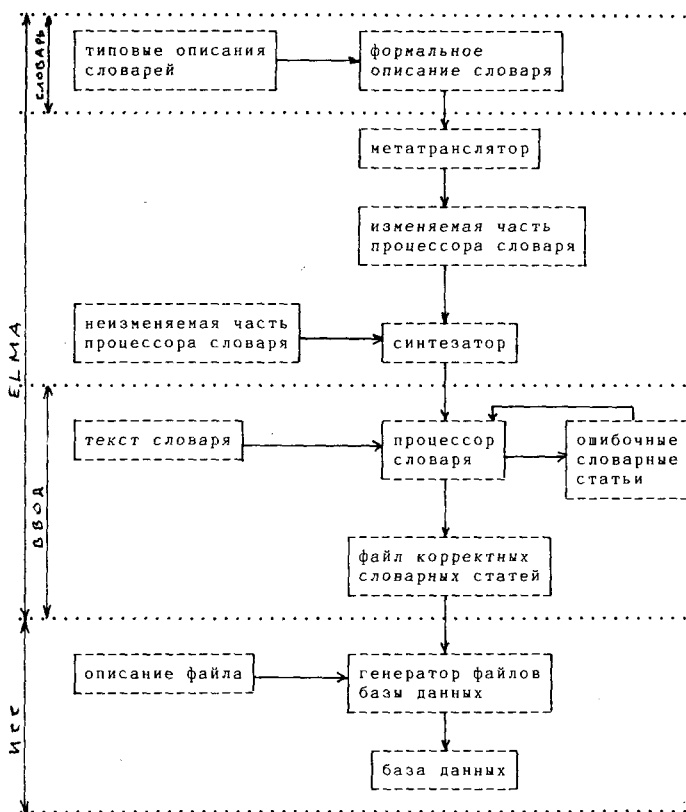 СЛОВАРЬ
типовые описания
словарей
формальное
описание словаря
метатранслятор
изменяемая часть
процессора словаря
ELMA
неизменяемая часть
процессора словаря
синтезатор
ВВОД
текст словаря
процессор
словаря
ошибочные
словарные
статьи
файл корректных
словарных статей
ИСС
описание файла
генератор файлов
базы данных
база данных